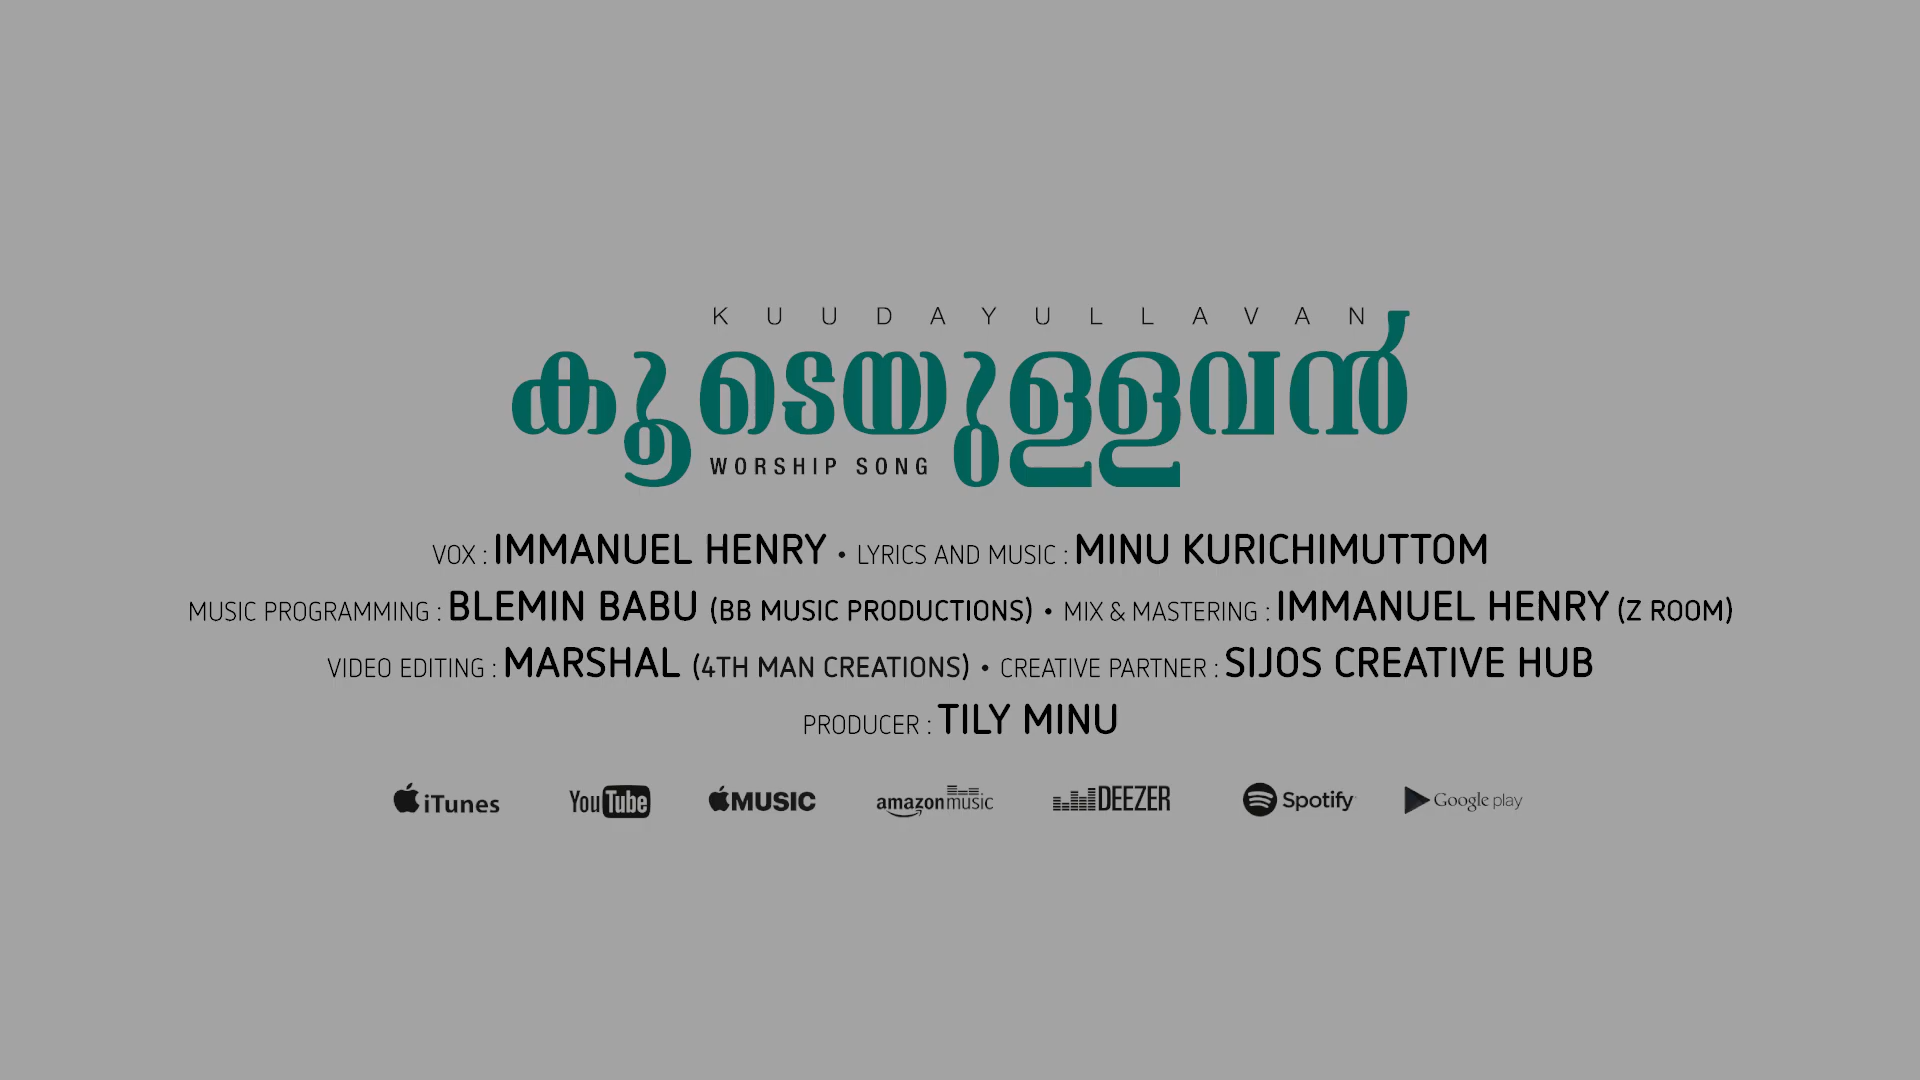 KUUDAYULLAVAN
കൂടെയുള്ളവൻ
WORSHIP SONG
VOX : IMMANUEL HENRY • LYRICS AND MUSIC : MINU KURICHIMUTTOM
MUSIC PROGRAMMING : BLEMIN BABU (BB MUSIC PRODUCTIONS) • MIX & MASTERING : IMMANUEL HENRY (Z ROOM)
VIDEO EDITING : MARSHAL (4TH MAN CREATIONS) • CREATIVE PARTNER : SIJOS CREATIVE HUB
PRODUCER : TILY MINU
iTunes YouTube MUSIC amazon music DEEZER Spotify Google play